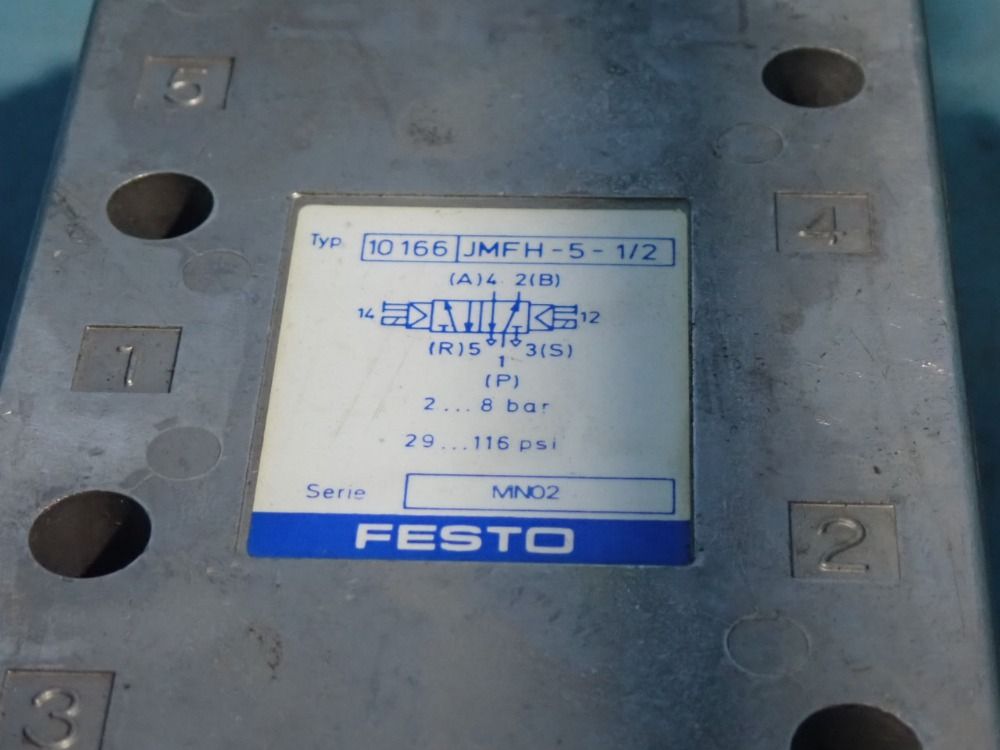 5
4
1
2
3
Typ 10 166 JMFH - 5 - 1/2
(A) 4 2 (B)
14 12
(R) 5 3 (S)
1
(P)
2...8 bar
29...116 psi
Serie MN02
FESTO